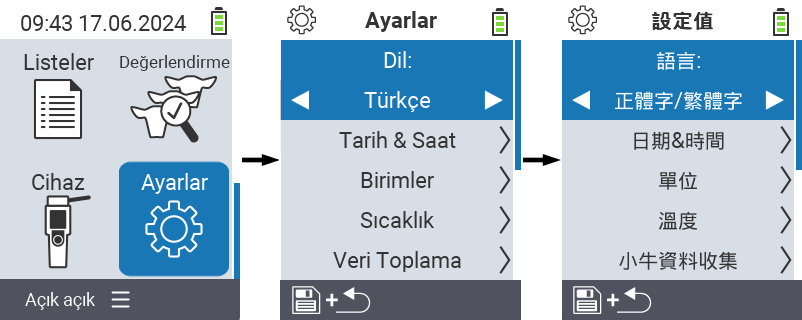 09:43 17.06.2024
Listeler
Değerlendirme
Cihaz
Ayarlar
Açık açık
Ayarlar
Dil:
Türkçe
Tarih & Saat
Birimler
Sıcaklık
Veri Toplama
+
設定值
語言:
正體字/繁體字
日期&時間
單位
溫度
小牛資料收集
+